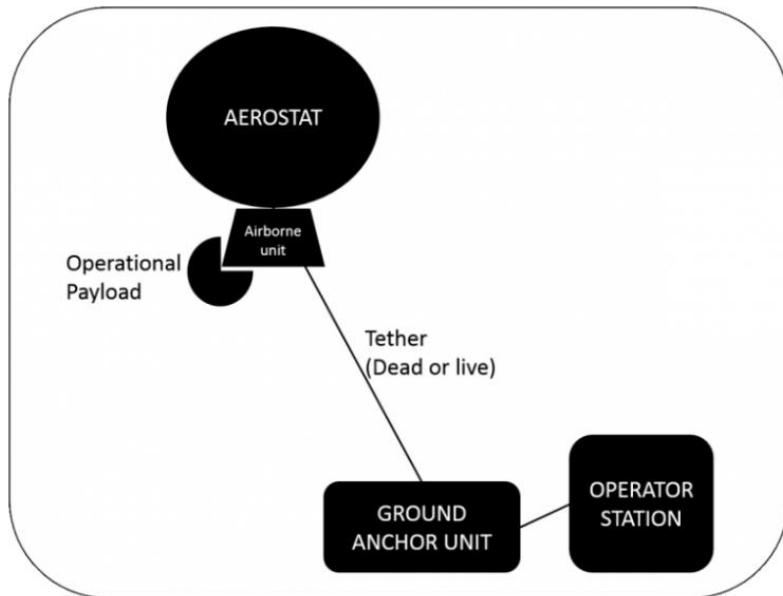 AEROSTAT
Airborne
unit
Operational
Payload
Tether
(Dead or live)
GROUND
ANCHOR UNIT
OPERATOR
STATION